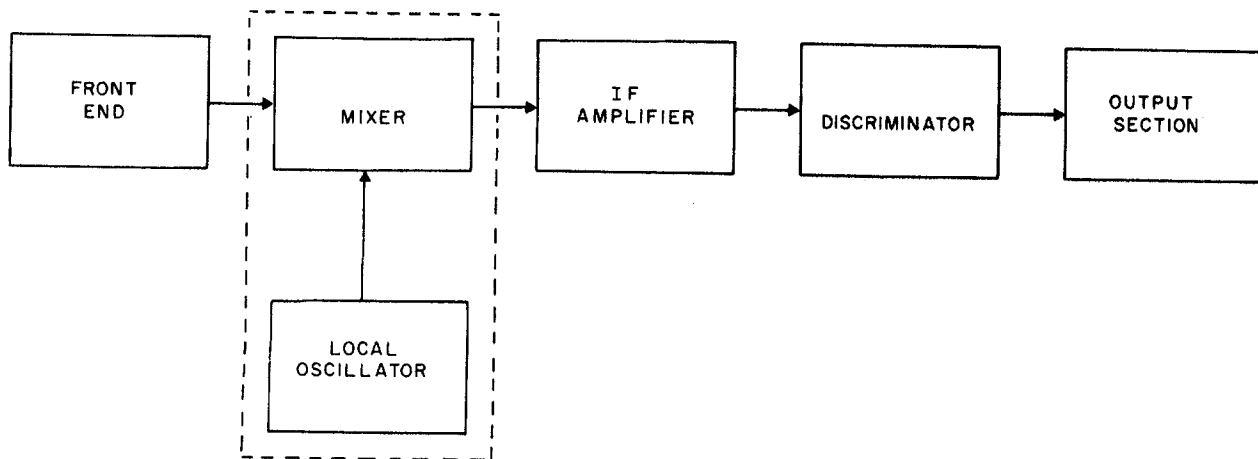 FRONT
END
MIXER
IF
AMPLIFIER
DISCRIMINATOR
OUTPUT
SECTION
LOCAL
OSCILLATOR